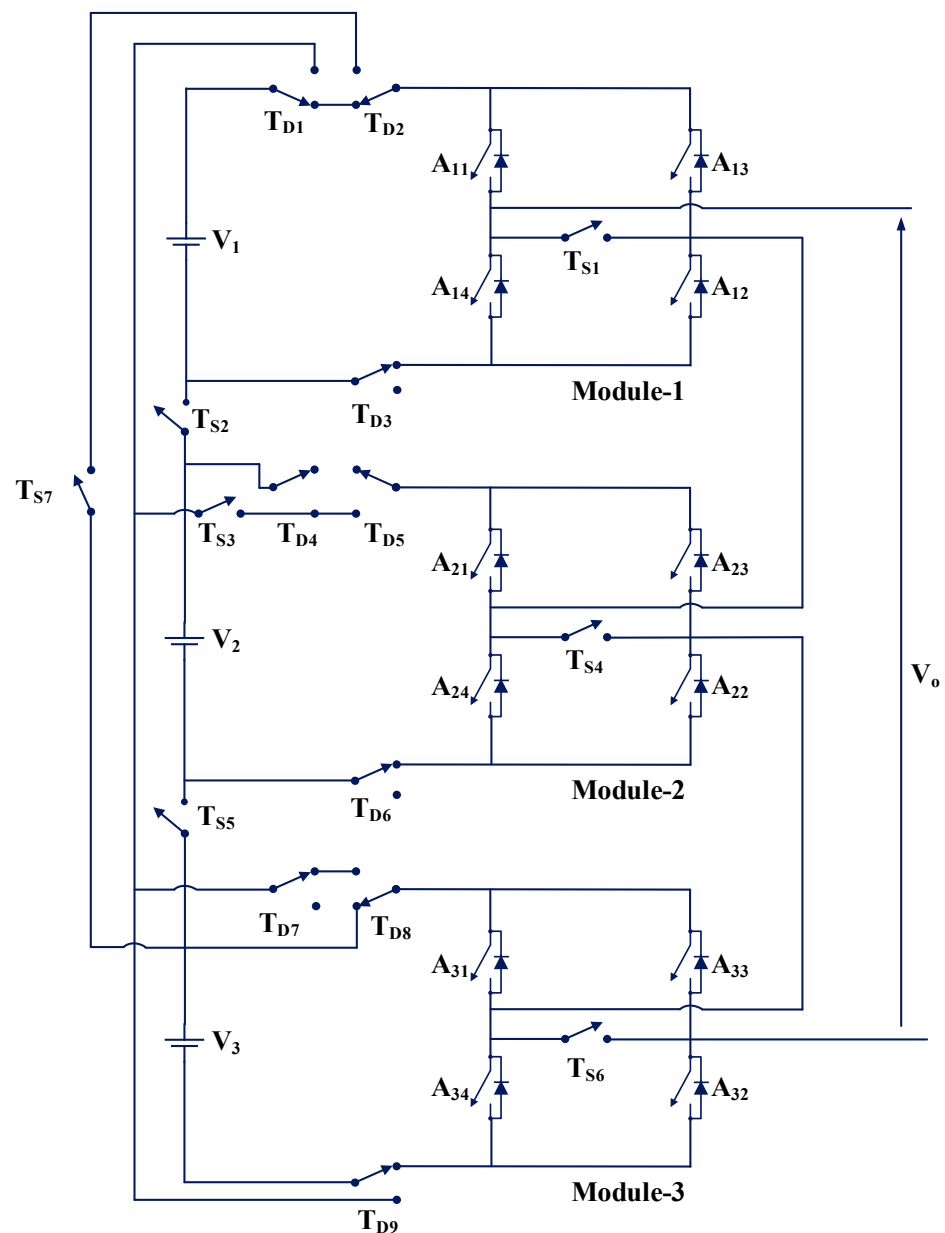 T_D1
T_D2
A_11
A_13
V_1
T_S1
A_14
A_12
T_D3
Module-1
T_S2
T_S7
T_S3
T_D4
T_D5
A_21
A_23
V_2
T_S4
V_o
A_24
A_22
T_D6
Module-2
T_S5
T_D7
T_D8
A_31
A_33
V_3
T_S6
A_34
A_32
T_D9
Module-3